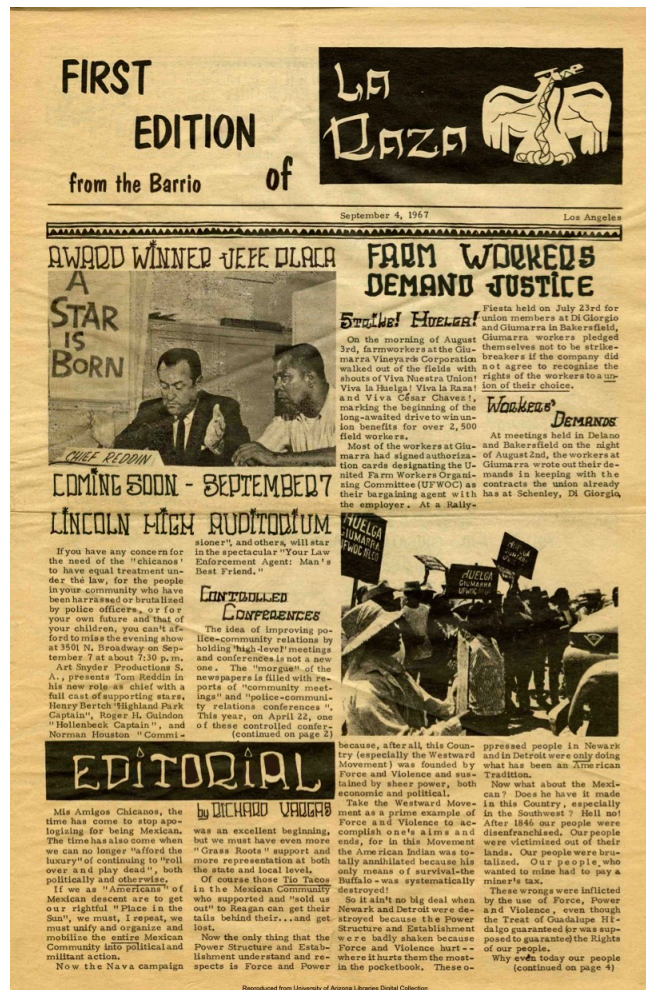 FIRST
EDITION
from the Barrio
of
LA
RAZA
September 4, 1967
Los Angeles
AWARD WINNER JEFE PLACA
A
STAR
IS
BORN
CHIEF REDDIN
COMING SOON - SEPTEMBER 7
LINCOLN HIGH AUDITORIUM
If you have any concern for
the need of the "chicanos'
to have equal treatment un-
der the law, for the people
in your community who have
been harrassed or brutalized
by police officers, or for
your own future and that of
your children, you can't af-
ford to miss the evening show
at 3501 N. Broadway on Sep-
tember 7 at about 7:30 p.m.
Art Snyder Productions S.
A., presents Tom Reddin in
his new role as chief with a
full cast of supporting stars,
Henry Bertch "Highland Park
Captain", Roger H. Guindon
"Hollenbeck Captain", and
Norman Houston "Commi-
sioner", and others, will star
in the spectacular "Your Law
Enforcement Agent: Man's
Best Friend."
CONTROLLED
CONFERENCES
The idea of improving po-
lice-community relations by
holding "high-level" meetings
and conferences is not a new
one. The "morgue" of the
newspapers is filled with re-
ports of "community meet-
ings" and "police-communi-
ty relations conferences ".
This year, on April 22, one
of these controlled confer-
(continued on page 2)
FARM WORKERS
DEMAND JUSTICE
STRIKE! HUELGA!
On the morning of August
3rd, farmworkers at the Giu-
marra Vineyards Corporation
walked out of the fields with
shouts of Viva Nuestra Union!
Viva la Huelga! Viva la Raza!
and Viva César Chavez!,
marking the beginning of the
long-awaited drive to win un-
ion benefits for over 2,500
field workers.
Most of the workers at Giu-
marra had signed authoriza-
tion cards designating the U-
nited Farm Workers Organi-
sing Committee (UFWOC) as
their bargaining agent with
the employer. At a Rally-
Fiesta held on July 23rd for
union members at Di Giorgio
and Giumarra in Bakersfield,
Giumarra workers pledged
themselves not to be strike-
breakers if the company did
not agree to recognize the
rights of the workers to a un-
ion of their choice.
WORKERS'
DEMANDS
At meetings held in Delano
and Bakersfield on the night
of August 2nd, the workers at
Giumarra wrote out their de-
mands in keeping with the
contracts the union already
has at Schenley, Di Giorgio,
HUELGA
GIUMARRA
UFWOC AFLCIO
HUELGA
GIUMARRA
UFWOC
HUELGA
GIUMARRA
EDITORIAL
by RICHARD VARGAS
Mis Amigos Chicanos, the
time has come to stop apo-
logizing for being Mexican.
The time has also come when
we can no longer "afford the
luxury" of continuing to "roll
over and play dead", both
politically and otherwise.
If we as "Americans" of
Mexican descent are to get
our rightful "Place in the
Sun", we must, I repeat, we
must unify and organize and
mobilize the entire Mexican
Community into political and
militant action.
Now the Nava campaign
was an excellent beginning,
but we must have even more
"Grass Roots" support and
more representation at both
the state and local level.
Of course those Tio Tacos
in the Mexican Community
who supported and "sold us
out" to Reagan can get their
tails behind their...and get
lost.
Now the only thing that the
Power Structure and Estab-
lishment understand and re-
spects is Force and Power
because, after all, this Coun-
try (especially the Westward
Movement) was founded by
Force and Violence and sus-
tained by sheer power, both
economic and political.
Take the Westward Move-
ment as a prime example of
Force and Violence to ac-
complish one's aims and
ends, for in this Movement
the American Indian was to-
tally annihilated because his
only means of survival-the
Buffalo - was systematically
destroyed!
So it ain't no big deal when
Newark and Detroit were de-
stroyed because the Power
Structure and Establishment
were badly shaken because
Force and Violence hurt--
where it hurts them the most-
in the pocketbook. These o-
ppressed people in Newark
and in Detroit were only doing
what has been an American
Tradition.
Now what about the Mexi-
can? Does he have it made
in this Country, especially
in the Southwest? Hell no!
After 1846 our people were
disenfranchised. Our people
were victimized out of their
lands. Our people were bru-
talized. Our people who
wanted to mine had to pay a
miner's tax.
These wrongs were inflicted
by the use of Force, Power
and Violence, even though
the Treat of Guadalupe Hi-
dalgo guaranteed (or was sup-
posed to guarantee) the Rights
of our people.
Why even today our people
(continued on page 4)
Reproduced from University of Arizona Libraries Digital Collection